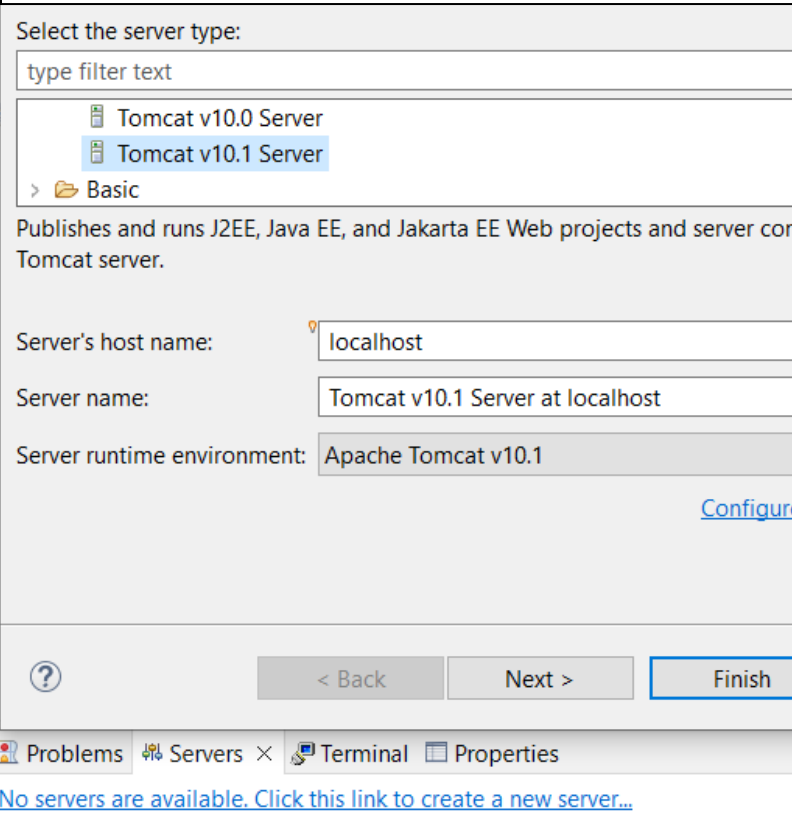 Select the server type:
type filter text
Tomcat v10.0 Server
Tomcat v10.1 Server
Basic
Publishes and runs J2EE, Java EE, and Jakarta EE Web projects and server
Tomcat server.
Server's host name: localhost
Server name: Tomcat v10.1 Server at localhost
Server runtime environment: Apache Tomcat v10.1
? < Back Next > Finish
Problems Servers Terminal Properties
No servers are available. Click this link to create a new server...